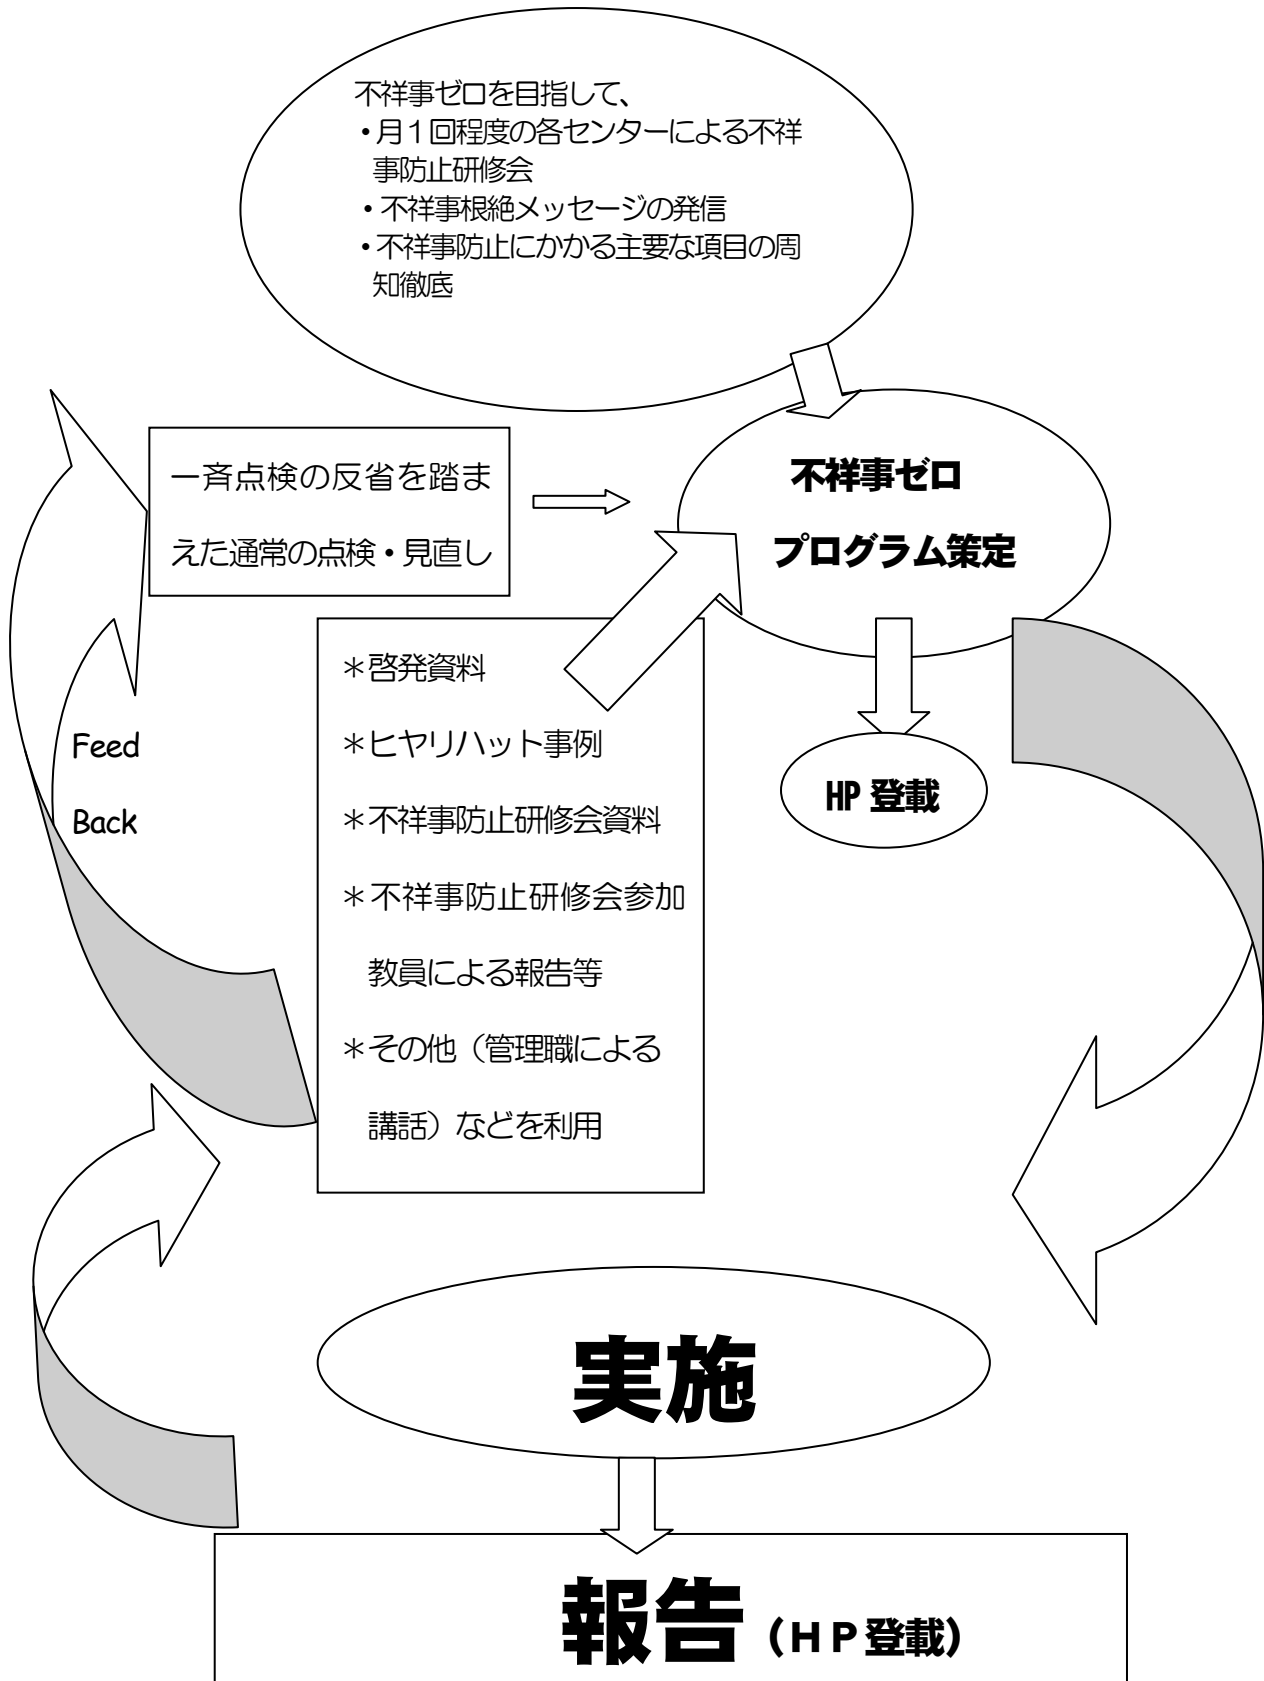 不祥事ゼロを目指して、
・月１回程度の各センターによる不祥
事防止研修会
・不祥事根絶メッセージの発信
・不祥事防止にかかる主要な項目の周
知徹底
一斉点検の反省を踏ま
えた通常の点検・見直し
不祥事ゼロ
プログラム策定
＊啓発資料
＊ヒヤリハット事例
＊不祥事防止研修会資料
＊不祥事防止研修会参加
教員による報告等
＊その他（管理職による
講話）などを利用
Feed
Back
HP 登載
実施
報告（ＨＰ登載）